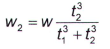 w₂ = w t₂³ / (t₁³ + t₂³)